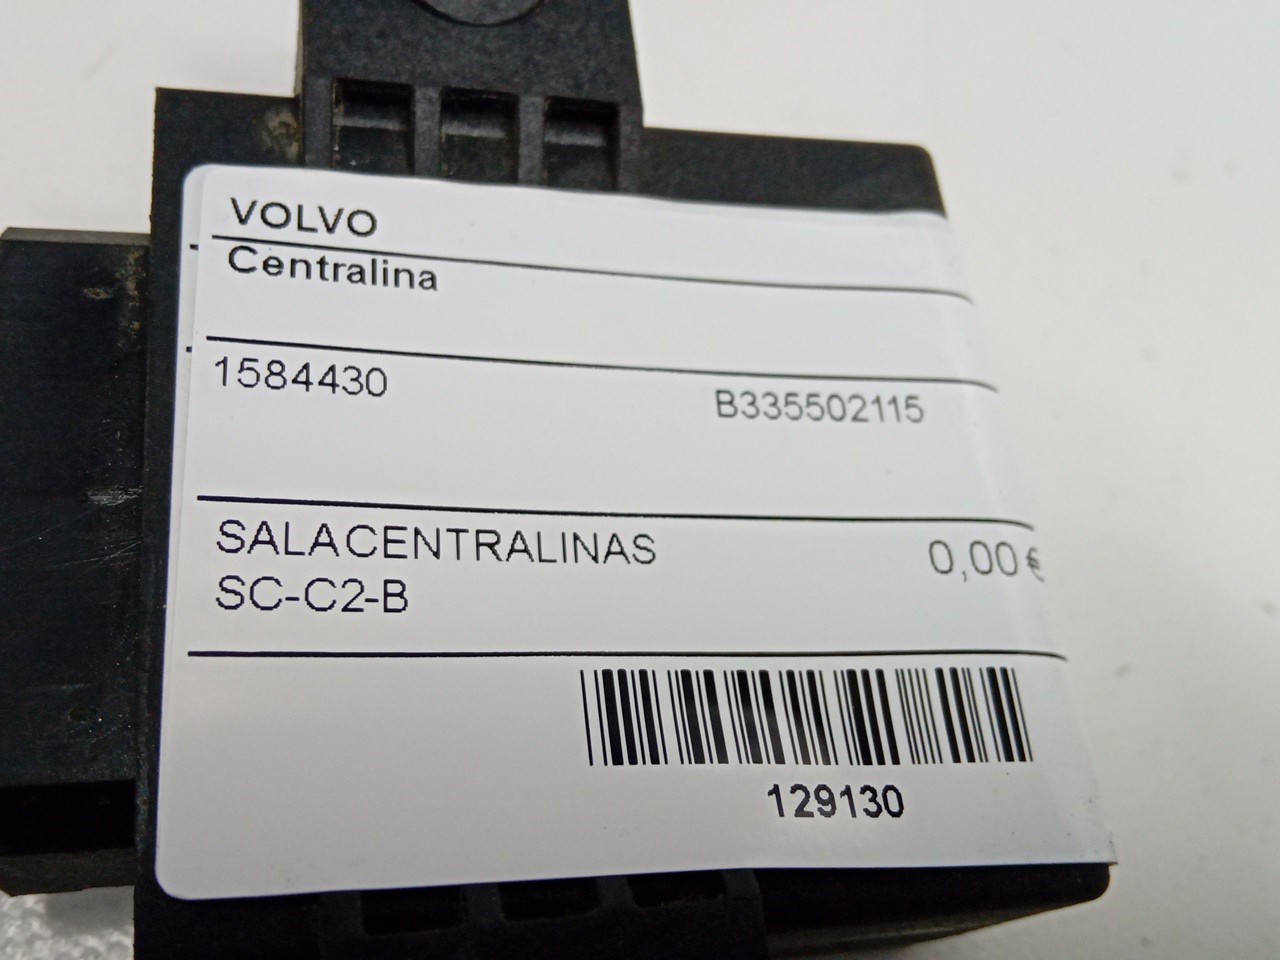 VOLVO
Centralina
1584430 B335502115
SALACENTRALINAS 0,00€
SC-C2-B
129130